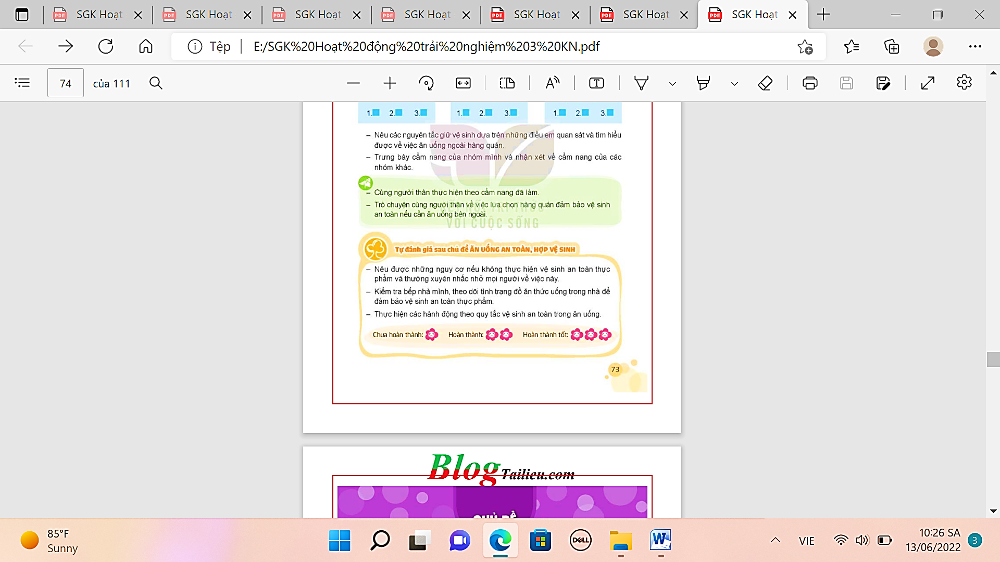 SGK Hoạt
SGK Hoạt
SGK Hoạt
SGK Hoạt
SGK Hoạt
SGK Hoạt
SGK Hoạt
Tệp
E:/SGK%20Hoạt%20động%20trải%20nghiệm%203%20KN.pdf
74
của 111
1. 2. 3.
1. 2. 3.
1. 2. 3.
– Nêu các nguyên tắc giữ vệ sinh dựa trên những điều em quan sát và tìm hiểu
được về việc ăn uống ngoài hàng quán.
– Trưng bày cẩm nang của nhóm mình và nhận xét về cẩm nang của các
nhóm khác.
– Cùng người thân thực hiện theo cẩm nang đã làm.
– Trò chuyện cùng người thân về việc lựa chọn hàng quán đảm bảo vệ sinh
an toàn nếu cần ăn uống bên ngoài.
KẾT NỐI TRI THỨC
VỚI CUỘC SỐNG
Tự đánh giá sau chủ đề ĂN UỐNG AN TOÀN, HỢP VỆ SINH
– Nêu được những nguy cơ nếu không thực hiện vệ sinh an toàn thực
phẩm và thường xuyên nhắc nhở mọi người về việc này.
– Kiểm tra bếp nhà mình, theo dõi tình trạng đồ ăn thức uống trong nhà để
đảm bảo vệ sinh an toàn thực phẩm.
– Thực hiện các hành động theo quy tắc vệ sinh an toàn trong ăn uống.
Chưa hoàn thành: Hoàn thành: Hoàn thành tốt:
73
Blog Tailieu.com
CHỦ ĐỀ
85°F
Sunny
DELL
VIE
10:26 SA
13/06/2022
3